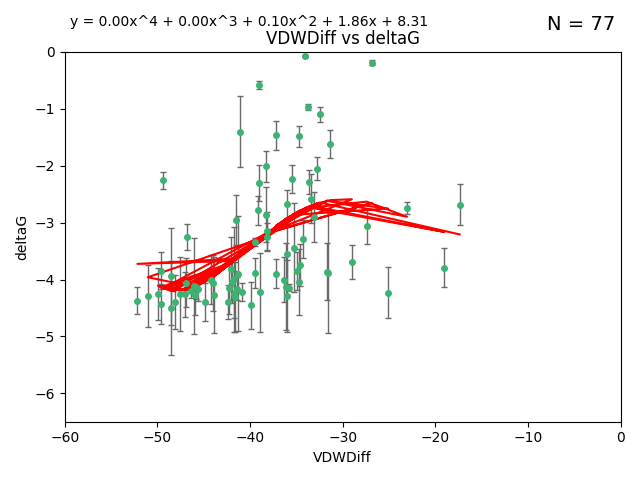 y = 0.00x^4 + 0.00x^3 + 0.10x^2 + 1.86x + 8.31
N = 77
VDWDiff vs deltaG
0
−1
−2
−3
−4
−5
−6
deltaG
−60 −50 −40 −30 −20 −10 0
VDWDiff